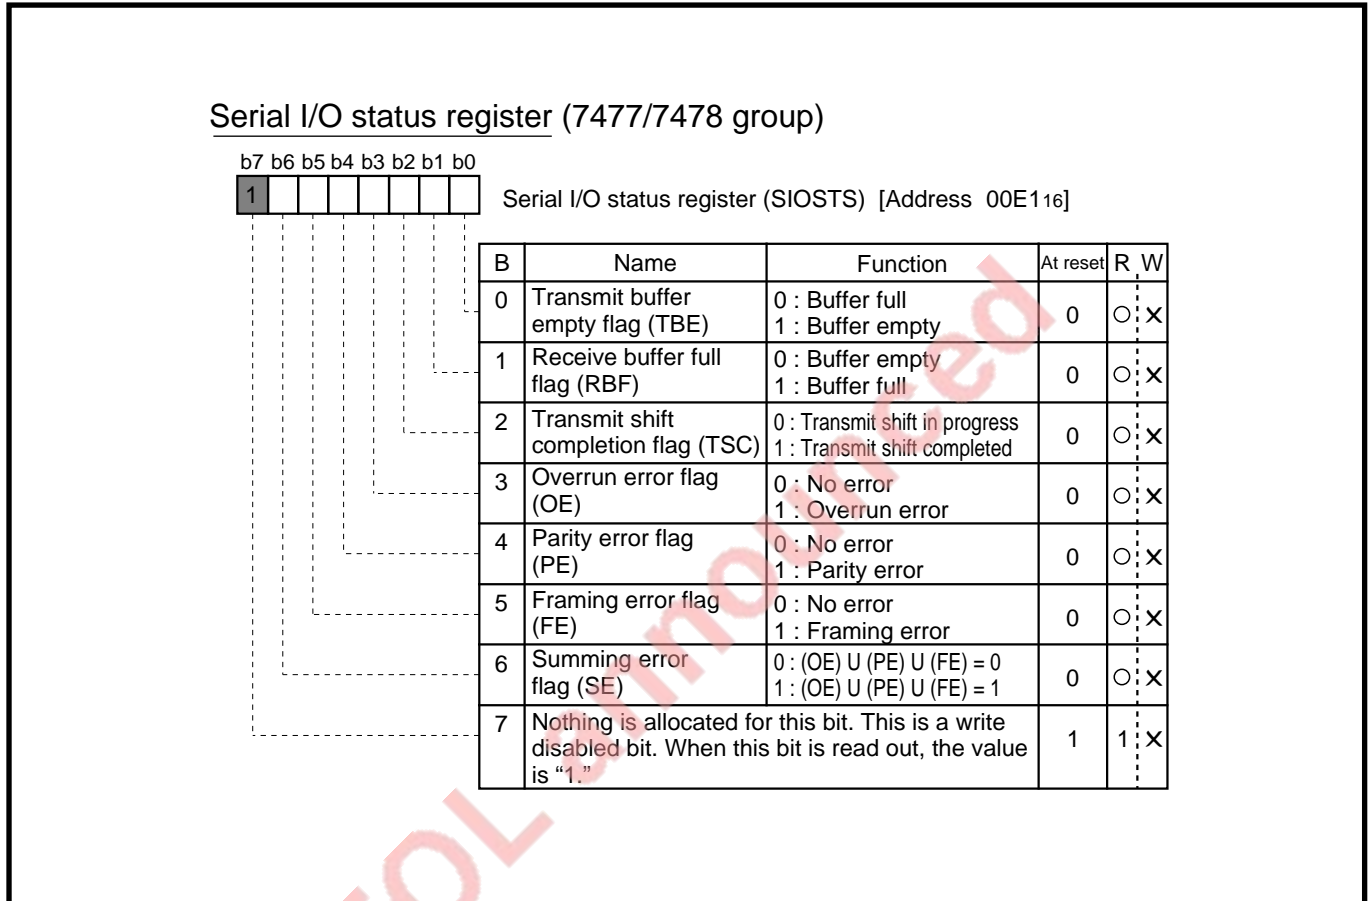 Serial I/O status register (7477/7478 group)
b7 b6 b5 b4 b3 b2 b1 b0
1
Serial I/O status register (SIOSTS) [Address 00E116]
B Name Function At reset R W
0 Transmit buffer empty flag (TBE) 0 : Buffer full 1 : Buffer empty 0 ○ ×
1 Receive buffer full flag (RBF) 0 : Buffer empty 1 : Buffer full 0 ○ ×
2 Transmit shift completion flag (TSC) 0 : Transmit shift in progress 1 : Transmit shift completed 0 ○ ×
3 Overrun error flag (OE) 0 : No error 1 : Overrun error 0 ○ ×
4 Parity error flag (PE) 0 : No error 1 : Parity error 0 ○ ×
5 Framing error flag (FE) 0 : No error 1 : Framing error 0 ○ ×
6 Summing error flag (SE) 0 : (OE) U (PE) U (FE) = 0 1 : (OE) U (PE) U (FE) = 1 0 ○ ×
7 Nothing is allocated for this bit. This is a write disabled bit. When this bit is read out, the value is “1.” 1 1 ×
EOL announced